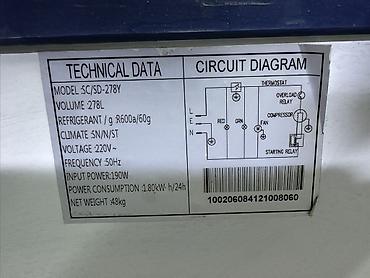 TECHNICAL DATA
MODEL :SC/SD-278Y
VOLUME :278L
REFRIGERANT / g :R600a/60g
CLIMATE :SN/N/ST
VOLTAGE :220V~
FREQUENCY :50Hz
INPUT POWER:190W
POWER CONSUMPTION :1.80kW·h/24h
NET WEIGHT :48kg
CIRCUIT DIAGRAM
THERMOSTAT
OVERLOAD
RELAY
COMPRESSOR
L
E
N
RED
GRN
FAN
STARTING RELAY
100206084121008060